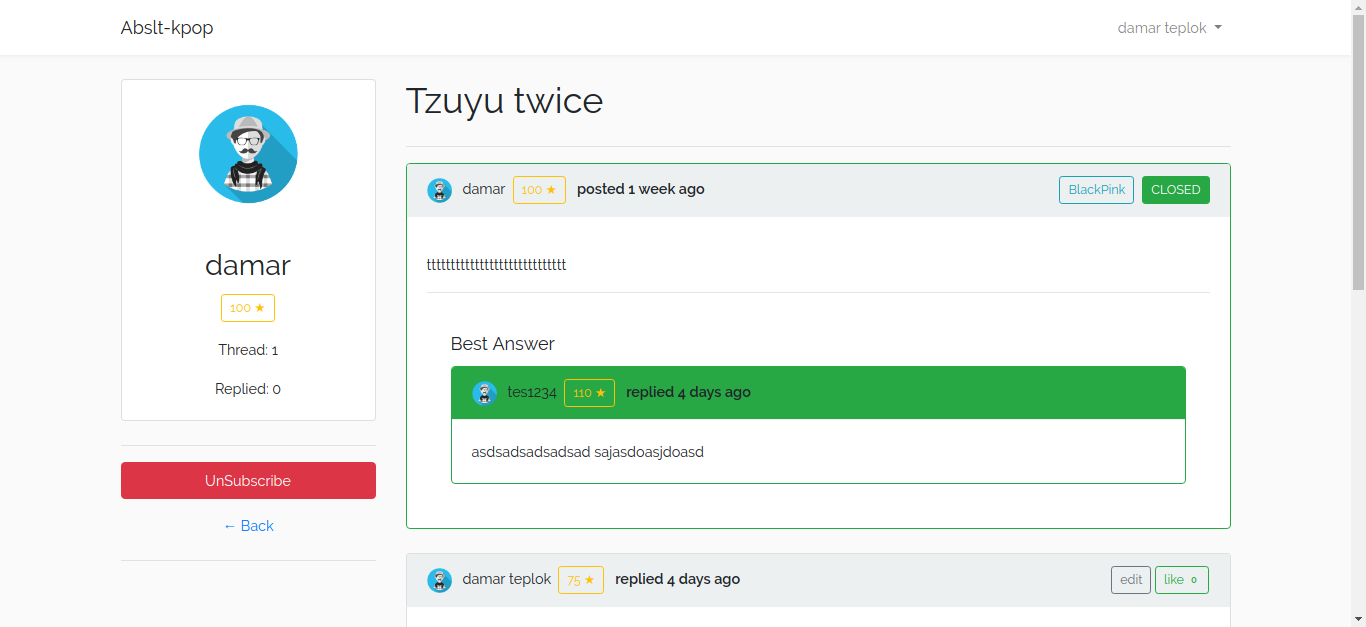 Abslt-kpop
damar teplok
damar
100 ★
Thread: 1
Replied: 0
UnSubscribe
← Back
Tzuyu twice
damar 100 ★ posted 1 week ago BlackPink CLOSED
ttttttttttttttttttttttttttttt
Best Answer
tes1234 110 ★ replied 4 days ago
asdsadsadsadsad sajasdoasjdoasd
damar teplok 75 ★ replied 4 days ago edit like 0